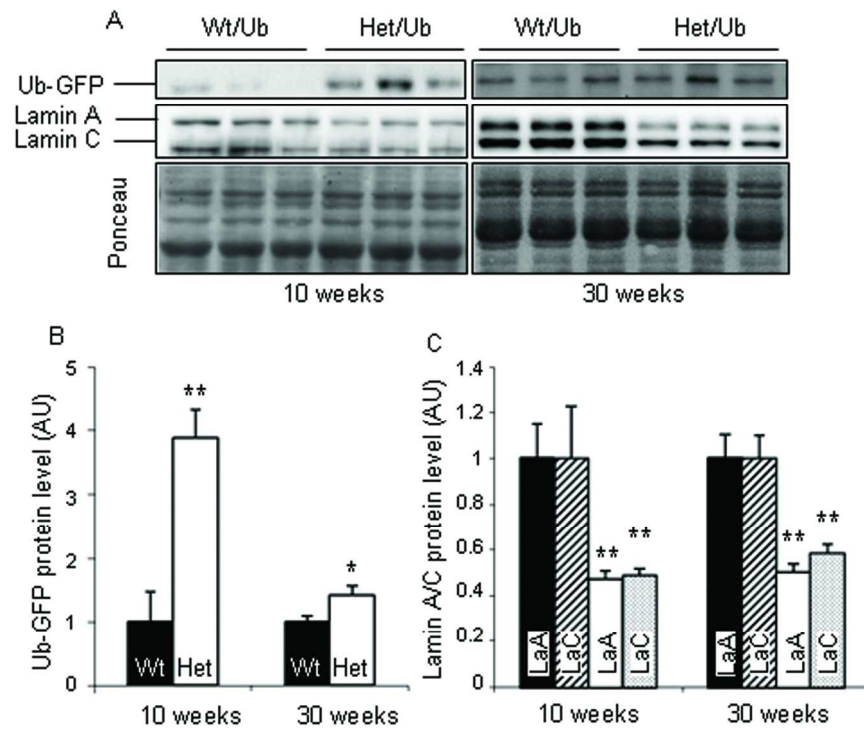 A
Wt/Ub Het/Ub Wt/Ub Het/Ub
Ub-GFP
Lamin A
Lamin C
Ponceau
10 weeks 30 weeks
B
Ub-GFP protein level (AU)
5
4
3
2
1
0
**
*
Wt Het Wt Het
10 weeks 30 weeks
C
Lamin A/C protein level (AU)
1.4
1.2
1
0.8
0.6
0.4
0.2
0
** ** ** **
LaA LaC LaA LaC LaA LaC LaA LaC
10 weeks 30 weeks